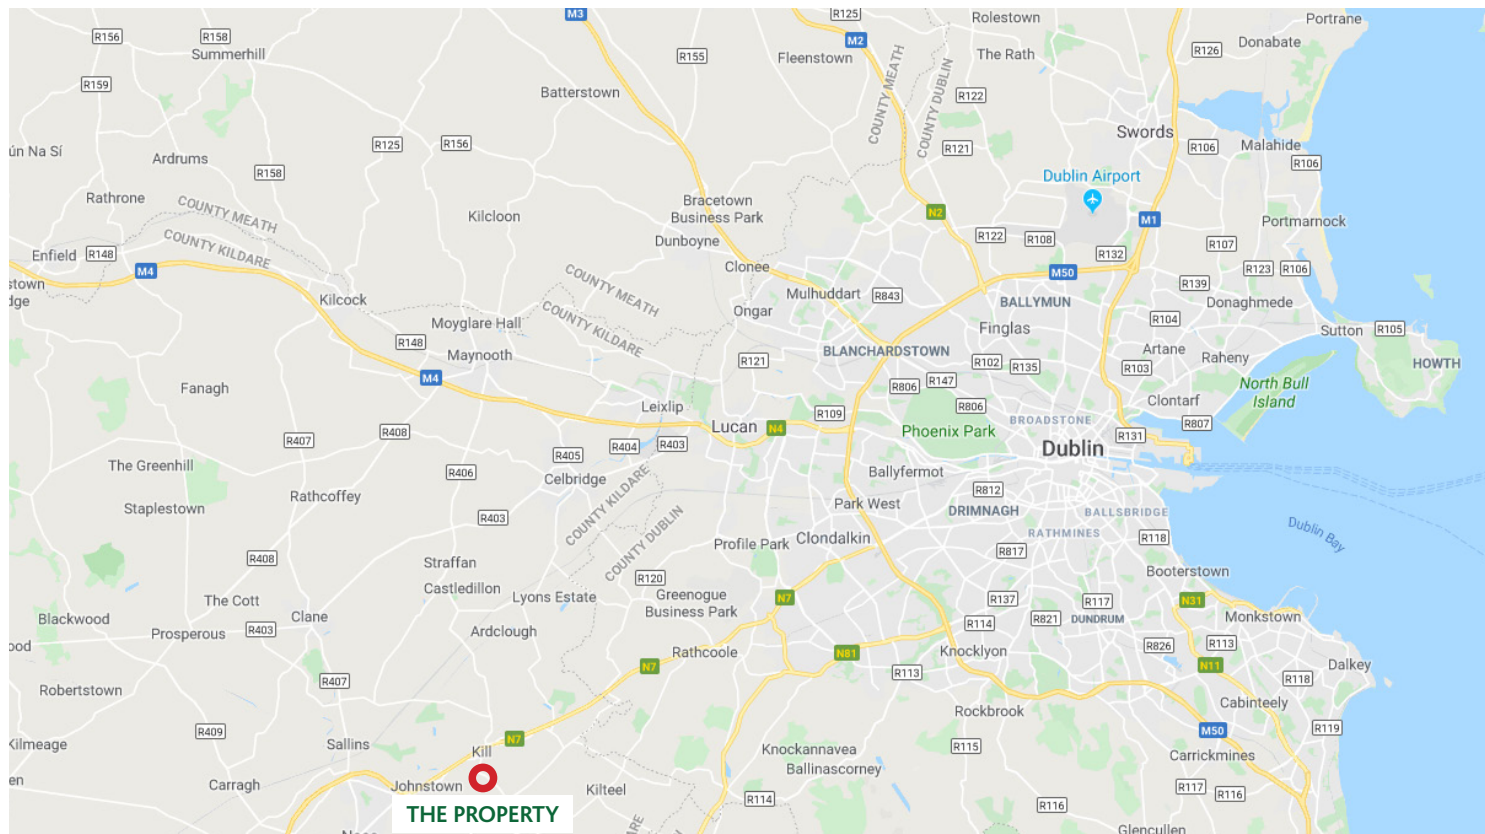 M3
R125
Rolestown
Portrane
R156
R158
M2
R126
Donabate
Summerhill
R155
Fleenstown
The Rath
R159
Batterstown
R122
COUNTY MEATH
COUNTY DUBLIN
Swords
ún Na Sí
Ardrums
R125
R156
R121
R106
Malahide
R106
R158
Dublin Airport
Rathrone
COUNTY MEATH
Kilcloon
Bracetown
Business Park
N2
M1
Portmarnock
COUNTY KILDARE
Dunboyne
R122
R108
R107
Enfield
R148
M4
Clonee
R132
R123
R106
stown
dge
COUNTY MEATH
M50
R139
Kilcock
Mulhuddart
R843
BALLYMUN
Donaghmede
Moyglare Hall
COUNTY KILDARE
Ongar
Finglas
R104
Sutton
R105
R148
Maynooth
BLANCHARDSTOWN
Artane
Raheny
R121
R102
R135
R103
HOWTH
M4
Fanagh
R806
R147
North Bull
Island
Leixlip
R109
R806
Clontarf
R407
R408
Lucan
N4
Phoenix Park
BROADSTONE
R807
R404
R403
Dublin
R131
The Greenhill
R406
R405
Celbridge
Ballyfermot
Rathcoffey
R812
Staplestown
COUNTY KILDARE
Park West
DRIMNAGH
BALLSBRIDGE
R403
COUNTY DUBLIN
RATHMINES
Dublin Bay
Profile Park
Clondalkin
R118
R408
Straffan
R817
Castledillon
R120
Booterstown
The Cott
Lyons Estate
Greenogue
Business Park
N7
R137
R117
N31
Blackwood
Clane
R821
DUNDRUM
Monkstown
Prosperous
R403
Ardclough
R114
ood
Rathcoole
N81
Knocklyon
R826
R113
N7
R113
N11
Dalkey
R407
R118
Robertstown
Cabinteely
Rockbrook
R409
N7
M50
R119
Kilmeage
Sallins
Kill
Knockannavea
R115
Carrickmines
Ballinascorney
en
Carragh
Johnstown
Kilteel
R117
R116
R114
R116
THE PROPERTY
Glencullen